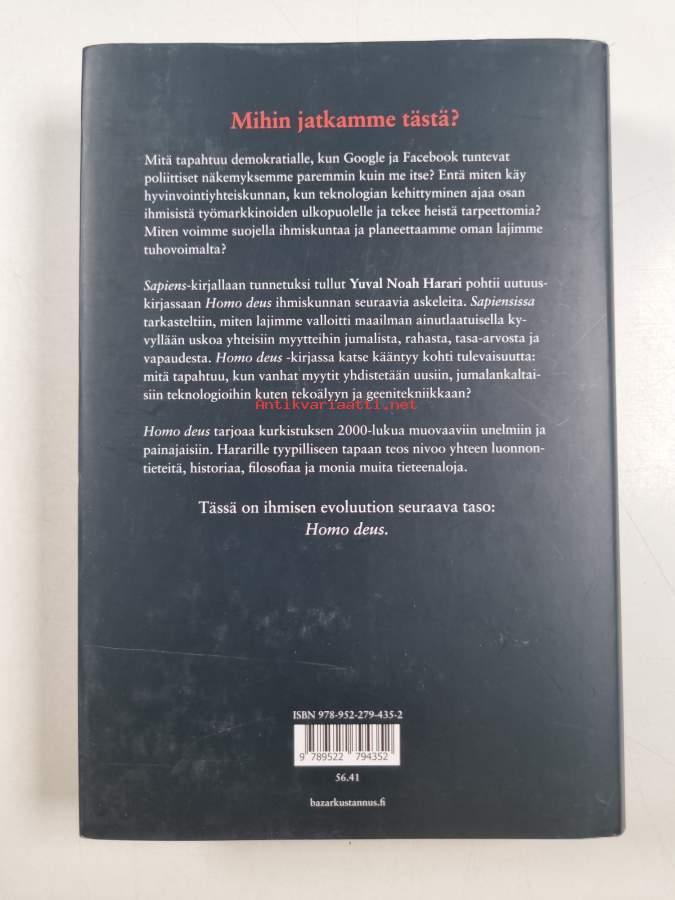 Mihin jatkamme tästä?
Mitä tapahtuu demokratialle, kun Google ja Facebook tuntevat
poliittiset näkemyksemme paremmin kuin me itse? Entä miten käy
hyvinvointiyhteiskunnan, kun teknologian kehittyminen ajaa osan
ihmisistä työmarkkinoiden ulkopuolelle ja tekee heistä tarpeettomia?
Miten voimme suojella ihmiskuntaa ja planeettaamme oman lajimme
tuhovoimalta?
Sapiens-kirjallaan tunnetuksi tullut Yuval Noah Harari pohtii uutuus-
kirjassaan Homo deus ihmiskunnan seuraavia askeleita. Sapiensissa
tarkasteltiin, miten lajimme valloitti maailman ainutlaatuisella ky-
vyllään uskoa yhteisiin myytteihin jumalista, rahasta, tasa-arvosta ja
vapaudesta. Homo deus -kirjassa katse kääntyy kohti tulevaisuutta:
mitä tapahtuu, kun vanhat myytit yhdistetään uusiin, jumalankaltai-
siin teknologioihin kuten tekoälyyn ja geenitekniikkaan?
Antikvariaatti.net
Homo deus tarjoaa kurkistuksen 2000-lukua muovaaviin unelmiin ja
painajaisiin. Hararille tyypilliseen tapaan teos nivoo yhteen luonnon-
tieteitä, historiaa, filosofiaa ja monia muita tieteenaloja.
Tässä on ihmisen evoluution seuraava taso:
Homo deus.
ISBN 978-952-279-435-2
9 789522 794352
56.41
bazarkustannus.fi